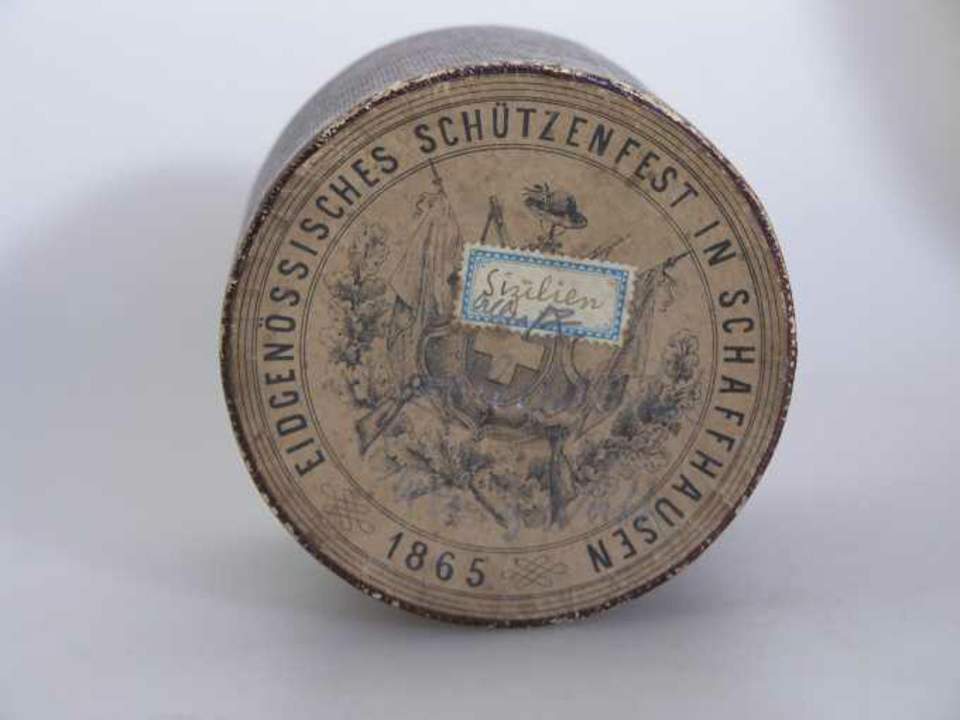 EIDGENÖSSISCHES SCHÜTZENFEST IN SCHAFFHAUSEN
1865
Sizilien